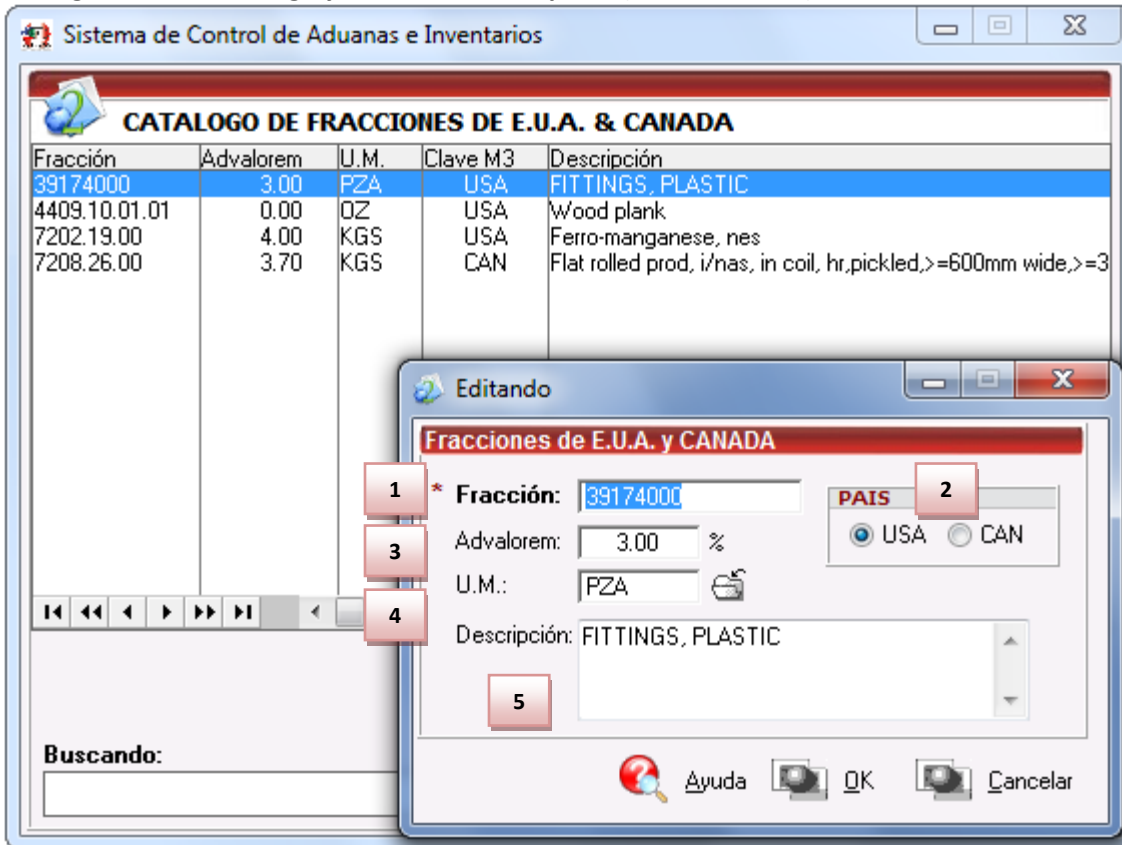 Sistema de Control de Aduanas e Inventarios
CATALOGO DE FRACCIONES DE E.U.A. & CANADA
Fracción Advalorem U.M. Clave M3 Descripción
39174000 3.00 PZA USA FITTINGS, PLASTIC
4409.10.01.01 0.00 OZ USA Wood plank
7202.19.00 4.00 KGS USA Ferro-manganese, nes
7208.26.00 3.70 KGS CAN Flat rolled prod, i/nas, in coil, hr,pickled,>=600mm wide,>=3
Editando
Fracciones de E.U.A. y CANADA
1 * Fracción: 39174000 PAIS 2
USA CAN
3 Advalorem: 3.00 %
U.M.: PZA
4
Descripción: FITTINGS, PLASTIC
5
Buscando:
Ayuda OK Cancelar